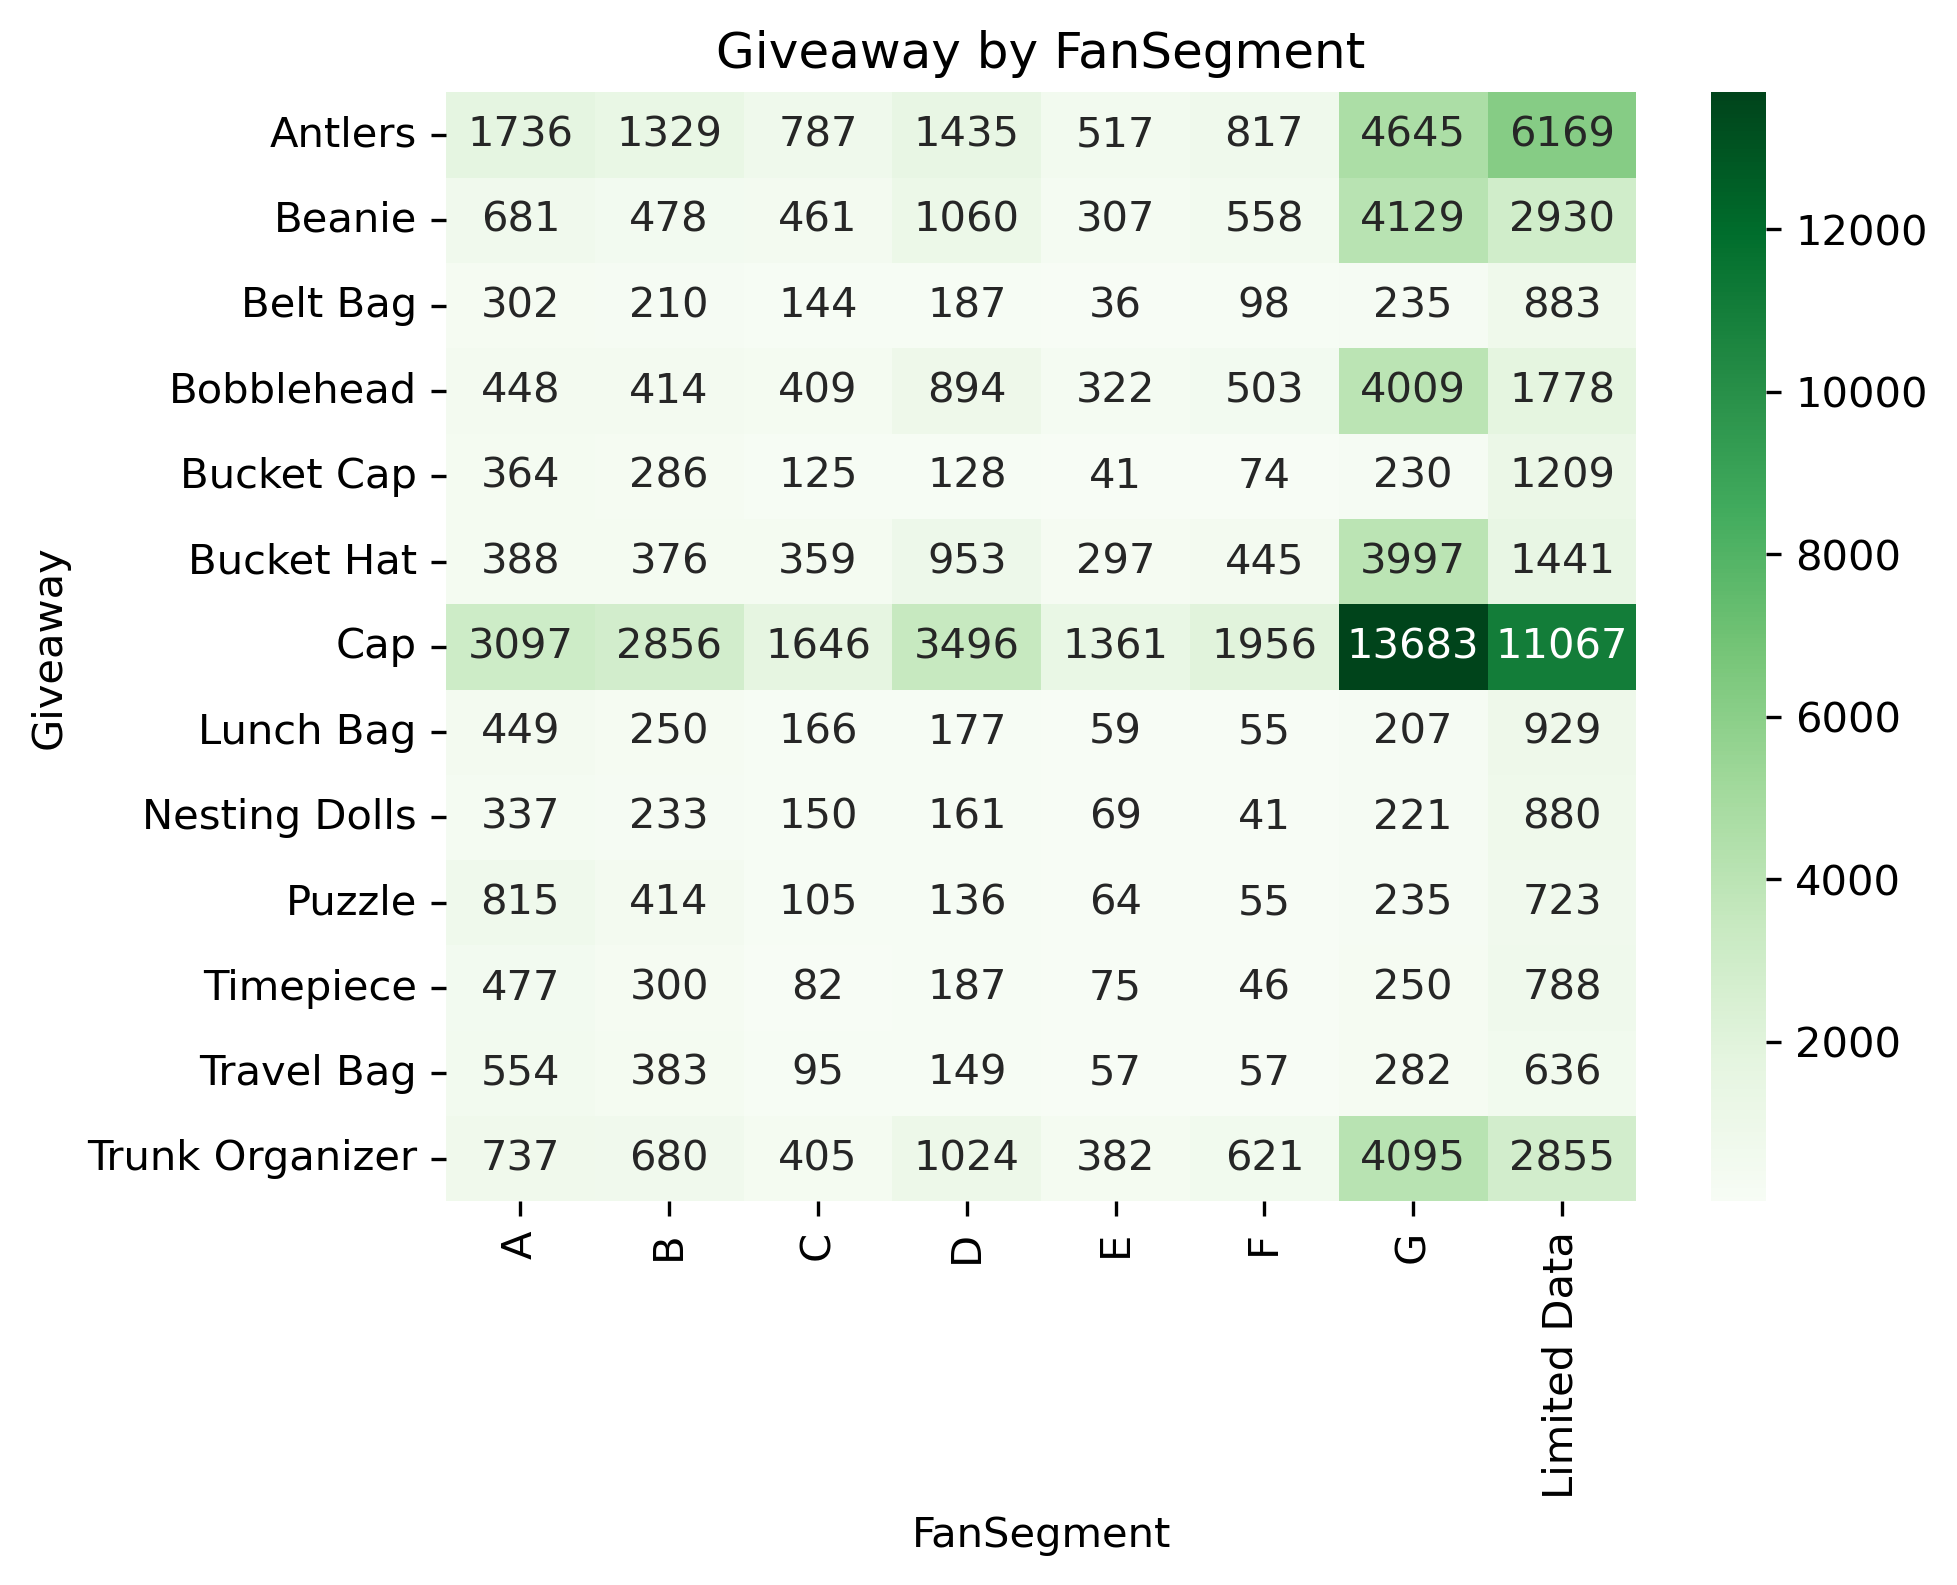 Giveaway by FanSegment
Antlers 1736 1329 787 1435 517 817 4645 6169
Beanie 681 478 461 1060 307 558 4129 2930
Belt Bag 302 210 144 187 36 98 235 883
Bobblehead 448 414 409 894 322 503 4009 1778
Bucket Cap 364 286 125 128 41 74 230 1209
Bucket Hat 388 376 359 953 297 445 3997 1441
Cap 3097 2856 1646 3496 1361 1956 13683 11067
Lunch Bag 449 250 166 177 59 55 207 929
Nesting Dolls 337 233 150 161 69 41 221 880
Puzzle 815 414 105 136 64 55 235 723
Timepiece 477 300 82 187 75 46 250 788
Travel Bag 554 383 95 149 57 57 282 636
Trunk Organizer 737 680 405 1024 382 621 4095 2855
A B C D E F G Limited Data
FanSegment
Giveaway
12000
10000
8000
6000
4000
2000